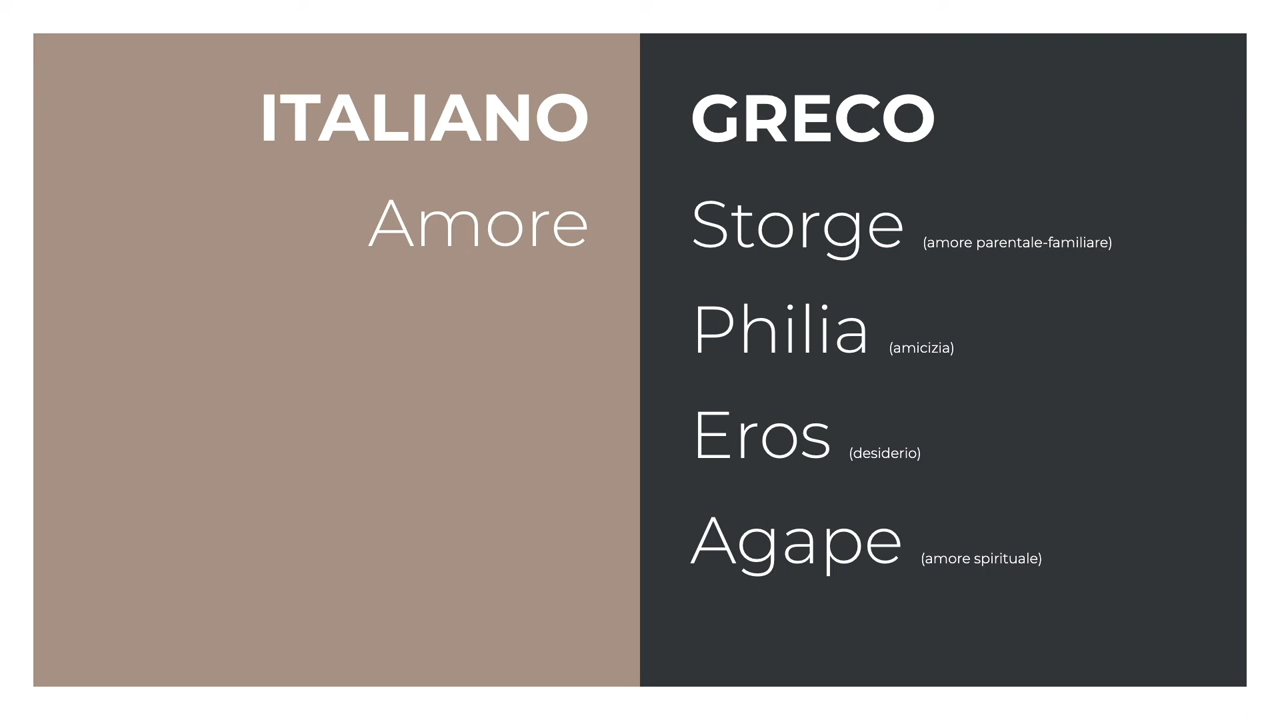 ITALIANO
Amore
GRECO
Storge (amore parentale-familiare)
Philia (amicizia)
Eros (desiderio)
Agape (amore spirituale)